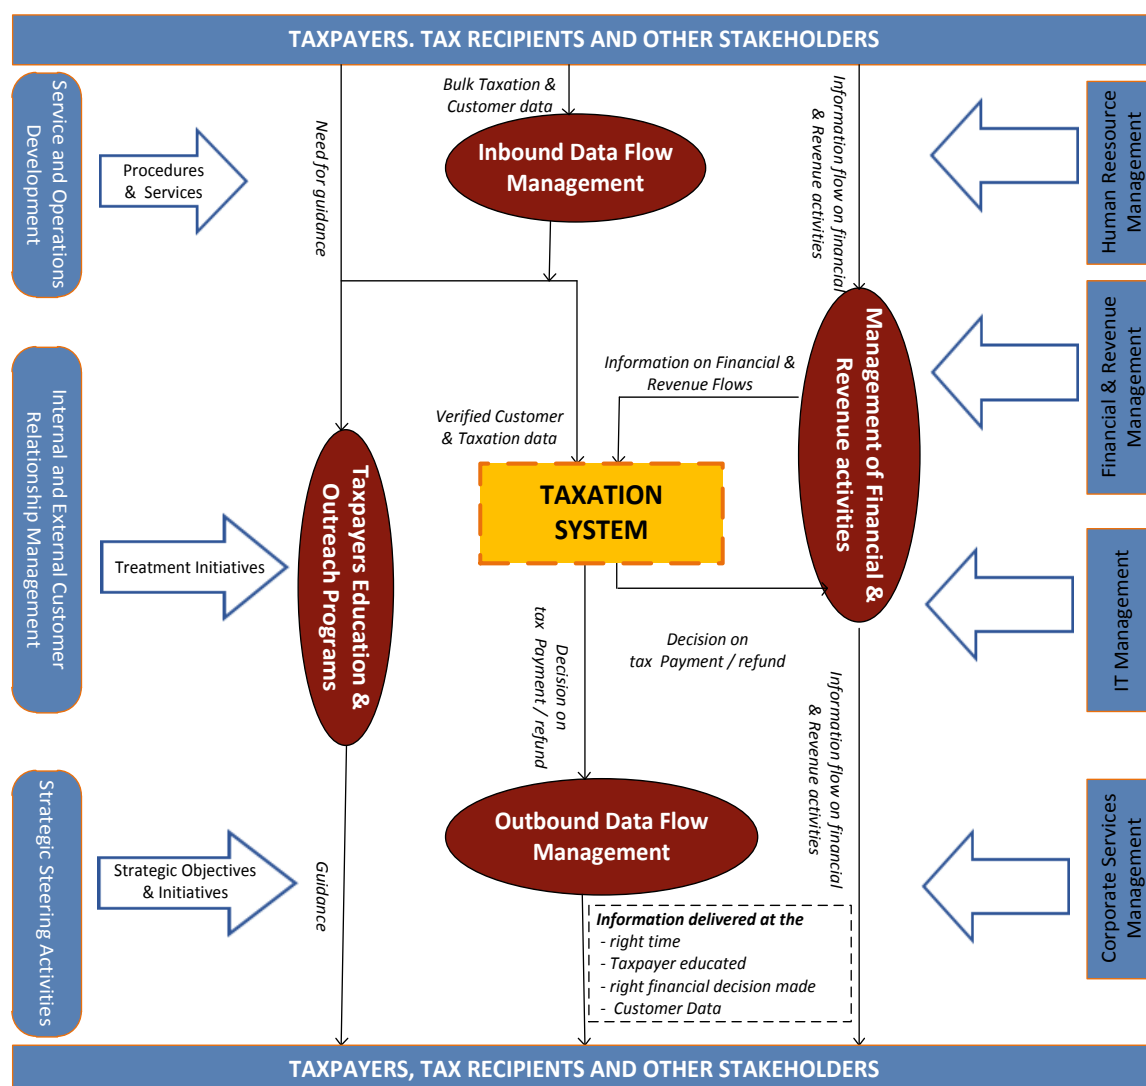 TAXPAYERS. TAX RECIPIENTS AND OTHER STAKEHOLDERS
Service and Operations
Development
Procedures
& Services
Need for guidance
Bulk Taxation &
Customer data
Inbound Data Flow
Management
Information flow on financial
& Revenue activities
Human Reesource
Management
Internal and External Customer
Relationship Management
Treatment Initiatives
Taxpayers Education &
Outreach Programs
Verified Customer
& Taxation data
Information on Financial &
Revenue Flows
TAXATION
SYSTEM
Management of Financial &
Revenue activities
Financial & Revenue
Management
IT Management
Decision on
tax Payment / refund
Decision on
tax Payment / refund
Information flow on financial
& Revenue activities
Strategic Steering Activities
Strategic Objectives
& Initiatives
Guidance
Outbound Data Flow
Management
Information delivered at the
- right time
- Taxpayer educated
- right financial decision made
- Customer Data
Corporate Services
Management
TAXPAYERS, TAX RECIPIENTS AND OTHER STAKEHOLDERS